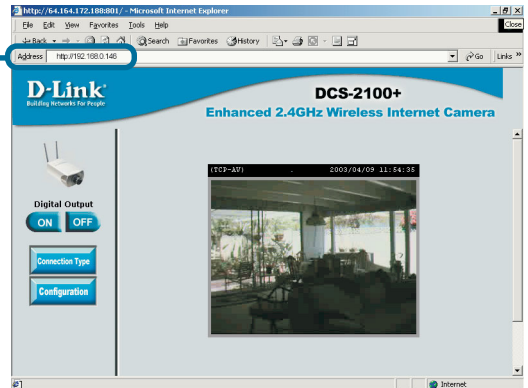 http://64.164.172.188:801/ - Microsoft Internet Explorer
File Edit View Favorites Tools Help
Close
Back Search Favorites History
Address http://192.168.0.146 Go Links »
D-Link
Building Networks for People
DCS-2100+
Enhanced 2.4GHz Wireless Internet Camera
(TCP-AV) 2003/04/09 11:54:35
Digital Output
ON OFF
Connection Type
Configuration
Internet